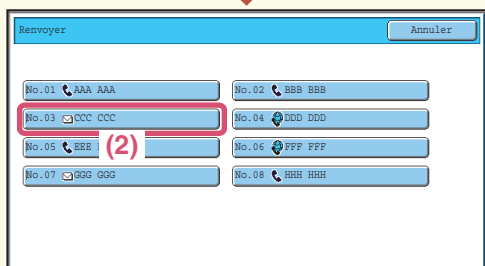 Renvoyer Annuler
No.01 AAA AAA No.02 BBB BBB
No.03 CCC CCC No.04 DDD DDD
No.05 EEE (2) No.06 FFF FFF
No.07 GGG GGG No.08 HHH HHH